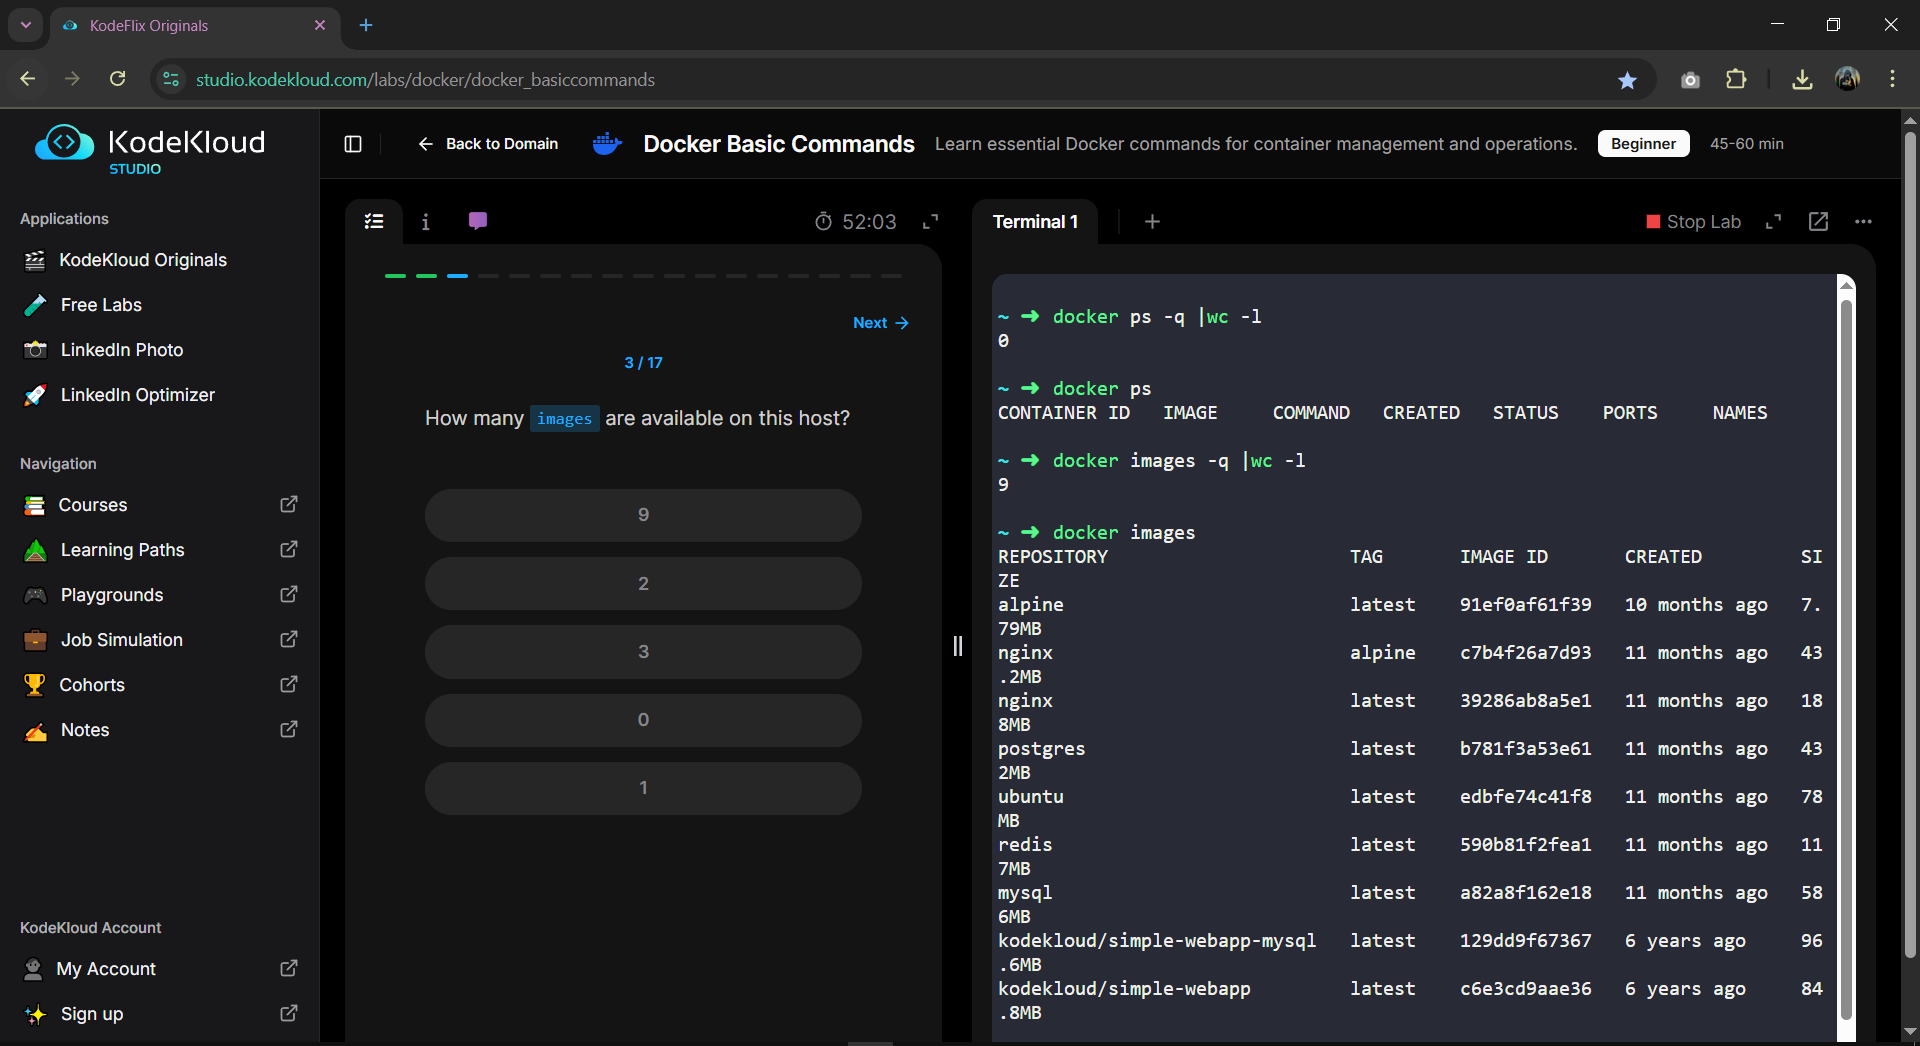 KodeFlix Originals
studio.kodekloud.com/labs/docker/docker_basiccommands
KodeKloud
STUDIO
Applications
KodeKloud Originals
Free Labs
LinkedIn Photo
LinkedIn Optimizer
Navigation
Courses
Learning Paths
Playgrounds
Job Simulation
Cohorts
Notes
KodeKloud Account
My Account
Sign up
Back to Domain
Docker Basic Commands
Learn essential Docker commands for container management and operations.
Beginner
45-60 min
52:03
Next
3 / 17
How many images are available on this host?
9
2
3
0
1
Terminal 1
Stop Lab
~ ➜ docker ps -q |wc -l
0
~ ➜ docker ps
CONTAINER ID   IMAGE     COMMAND   CREATED   STATUS    PORTS     NAMES
~ ➜ docker images -q |wc -l
9
~ ➜ docker images
REPOSITORY                      TAG       IMAGE ID       CREATED         SI
ZE
alpine                          latest    91ef0af61f39   10 months ago   7.
79MB
nginx                           alpine    c7b4f26a7d93   11 months ago   43
.2MB
nginx                           latest    39286ab8a5e1   11 months ago   18
8MB
postgres                        latest    b781f3a53e61   11 months ago   43
2MB
ubuntu                          latest    edbfe74c41f8   11 months ago   78
MB
redis                           latest    590b81f2fea1   11 months ago   11
7MB
mysql                           latest    a82a8f162e18   11 months ago   58
6MB
kodekloud/simple-webapp-mysql   latest    129dd9f67367   6 years ago     96
.6MB
kodekloud/simple-webapp         latest    c6e3cd9aae36   6 years ago     84
.8MB